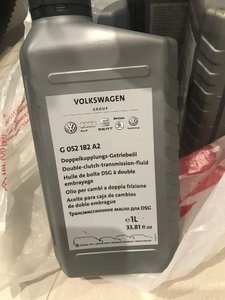 VOLKSWAGEN
GROUP
G 052 182 A2
Doppelkupplungs-Getriebeöl
Double-clutch-transmission-fluid
Huile de boîte DSG à double
embrayage
Olio per cambi a doppia frizione
Aceite para caja de cambios
de doble embrague
Трансмиссионное масло для DSG
e 1L
33.81 fl oz